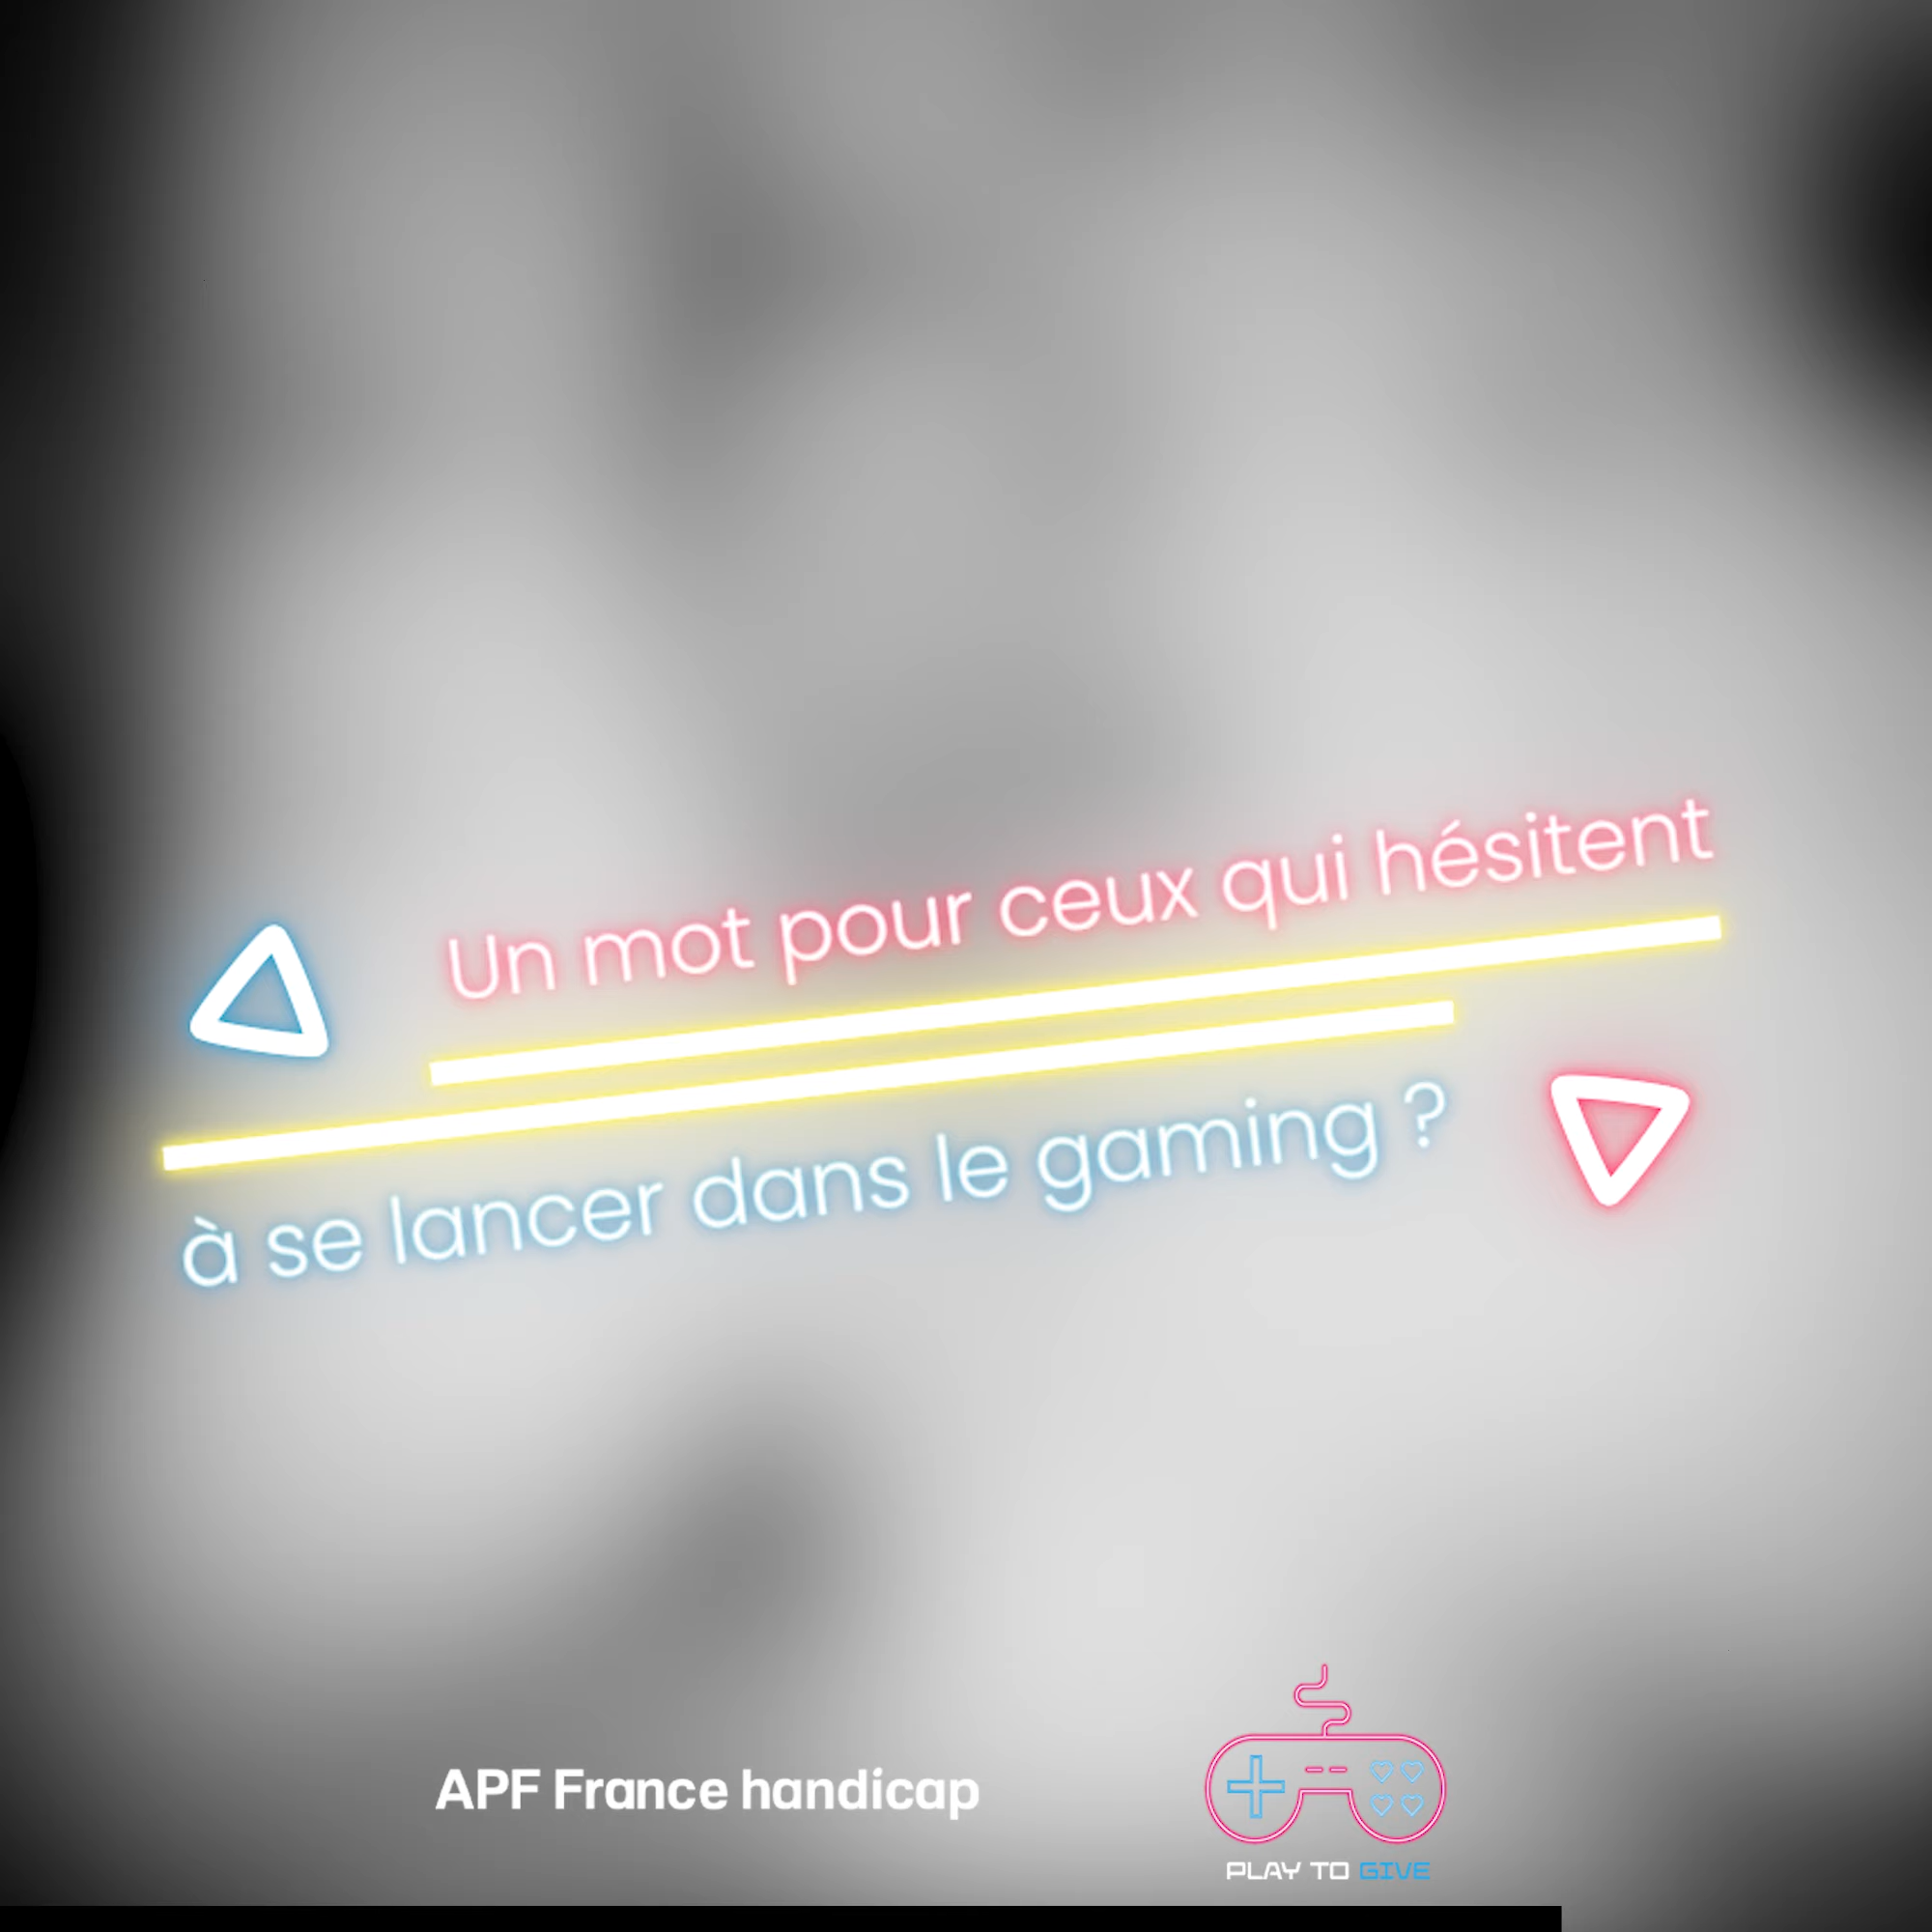 Un mot pour ceux qui hésitent
à se lancer dans le gaming ?
APF France handicap
PLAY TO GIVE